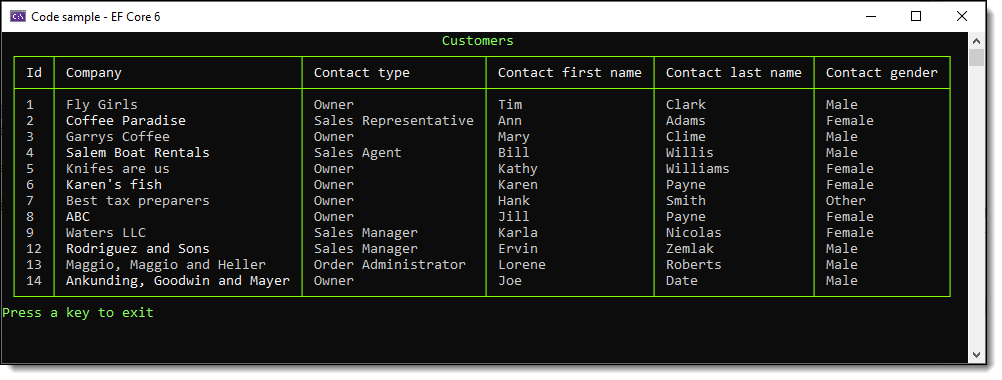 Code sample - EF Core 6
Customers
Id Company Contact type Contact first name Contact last name Contact gender
1 Fly Girls Owner Tim Clark Male
2 Coffee Paradise Sales Representative Ann Adams Female
3 Garrys Coffee Owner Mary Clime Male
4 Salem Boat Rentals Sales Agent Bill Willis Male
5 Knifes are us Owner Kathy Williams Female
6 Karen's fish Owner Karen Payne Female
7 Best tax preparers Owner Hank Smith Other
8 ABC Owner Jill Payne Female
9 Waters LLC Sales Manager Karla Nicolas Female
12 Rodriguez and Sons Sales Manager Ervin Zemlak Male
13 Maggio, Maggio and Heller Order Administrator Lorene Roberts Male
14 Ankunding, Goodwin and Mayer Owner Joe Date Male
Press a key to exit